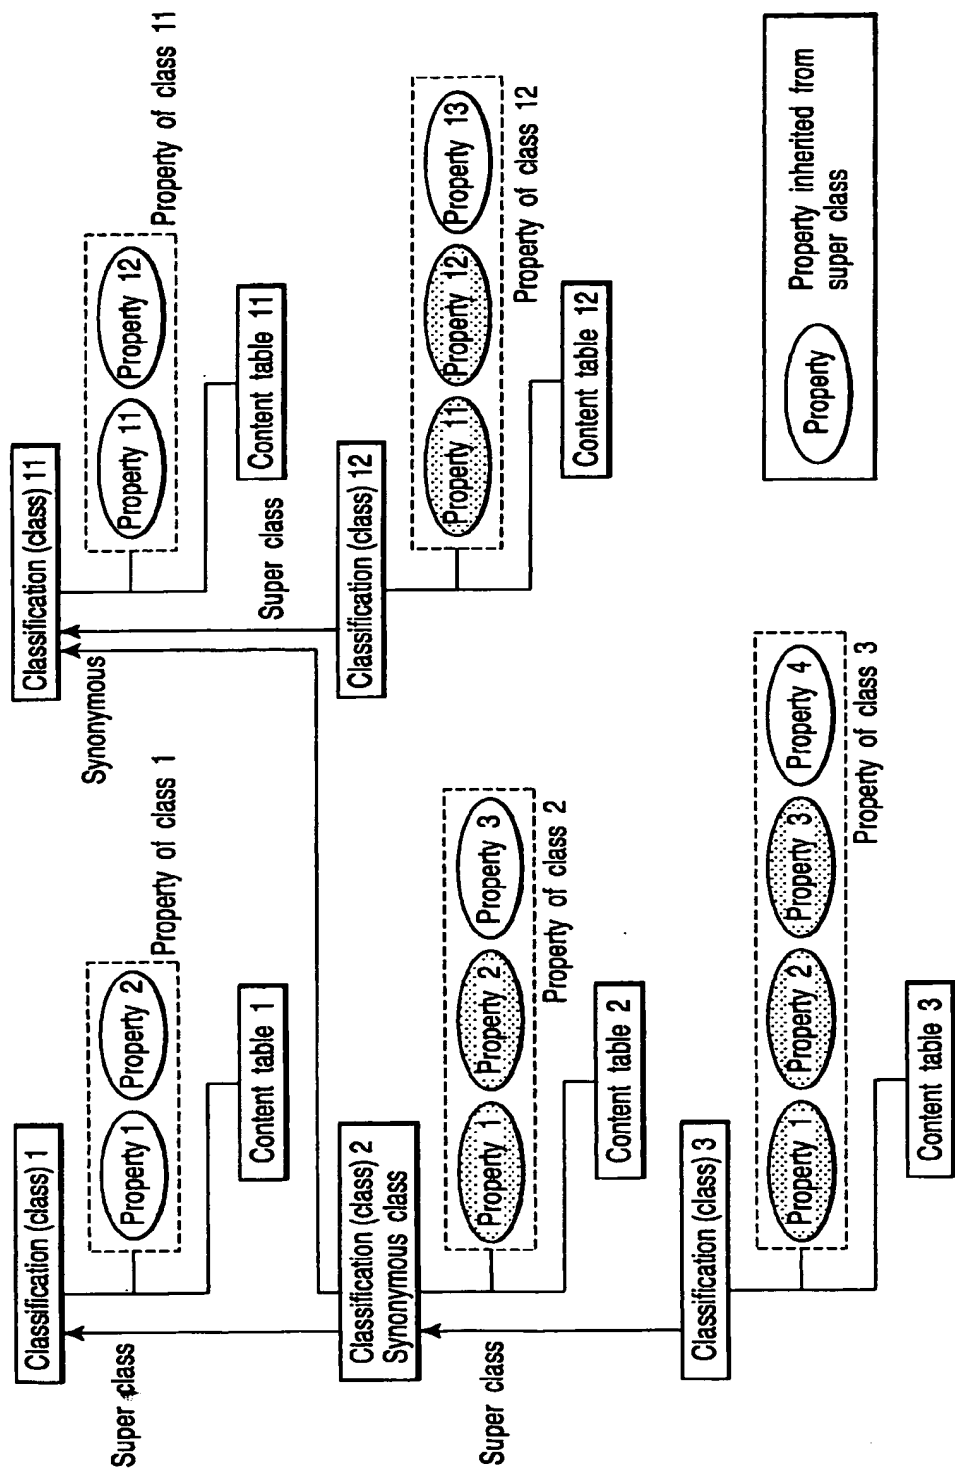 Classification (class) 1
Super class
Property 1
Property 2
Property of class 1
Content table 1
Classification (class) 2
Synonymous class
Super class
Property 1
Property 2
Property 3
Property of class 2
Content table 2
Classification (class) 3
Property 1
Property 2
Property 3
Property 4
Property of class 3
Content table 3
Synonymous
Classification (class) 11
Property 11
Property 12
Property of class 11
Content table 11
Super class
Classification (class) 12
Property 11
Property 12
Property 13
Property of class 12
Content table 12
Property
Property inherited from
super class